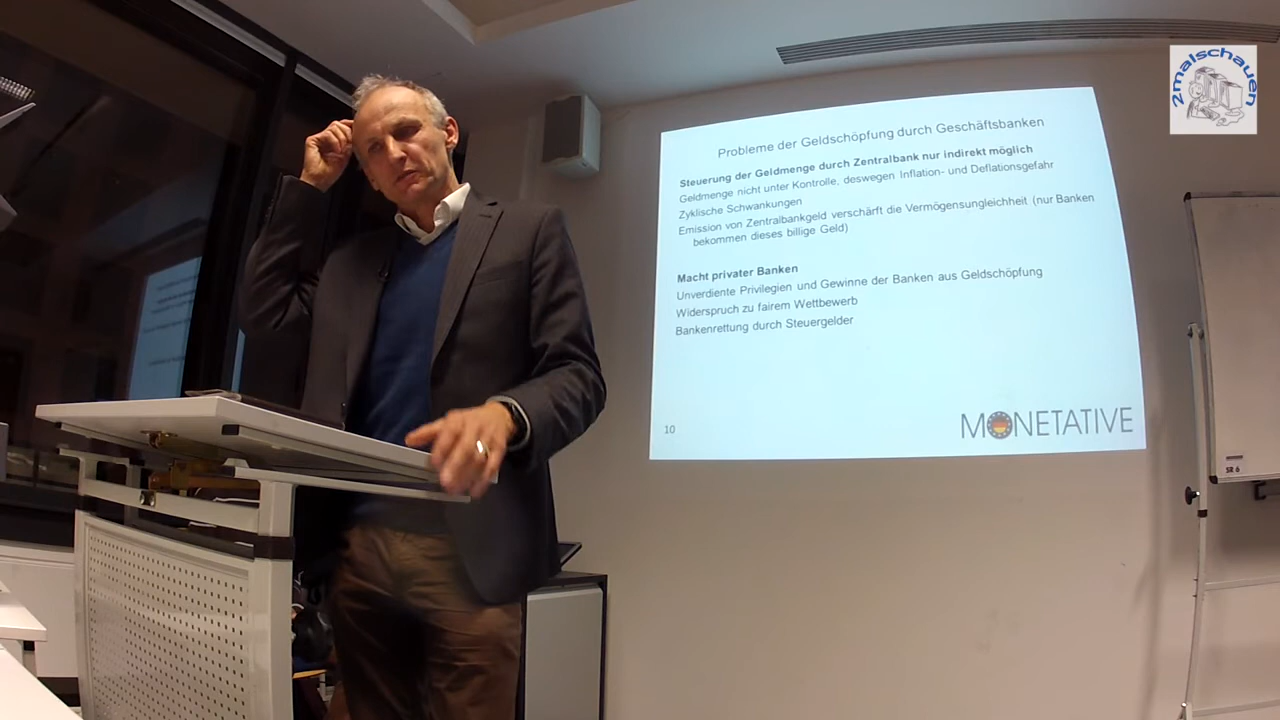 2malschauen
Probleme der Geldschöpfung durch Geschäftsbanken
Steuerung der Geldmenge durch Zentralbank nur indirekt möglich
Geldmenge nicht unter Kontrolle, deswegen Inflation- und Deflationsgefahr
Zyklische Schwankungen
Emission von Zentralbankgeld verschärft die Vermögensungleichheit (nur Banken
bekommen dieses billige Geld)
Macht privater Banken
Unverdiente Privilegien und Gewinne der Banken aus Geldschöpfung
Widerspruch zu fairem Wettbewerb
Bankenrettung durch Steuergelder
10
MONETATIVE
SR 6